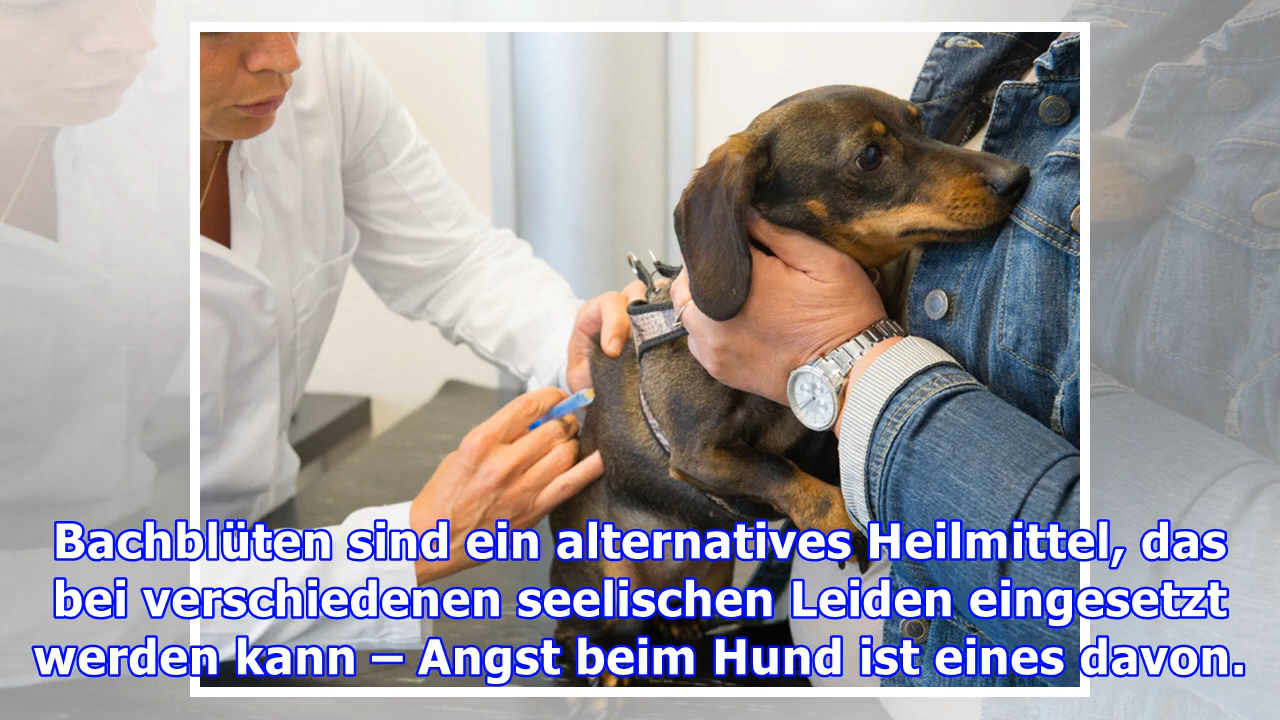 Bachblüten sind ein alternatives Heilmittel, das
bei verschiedenen seelischen Leiden eingesetzt
werden kann – Angst beim Hund ist eines davon.